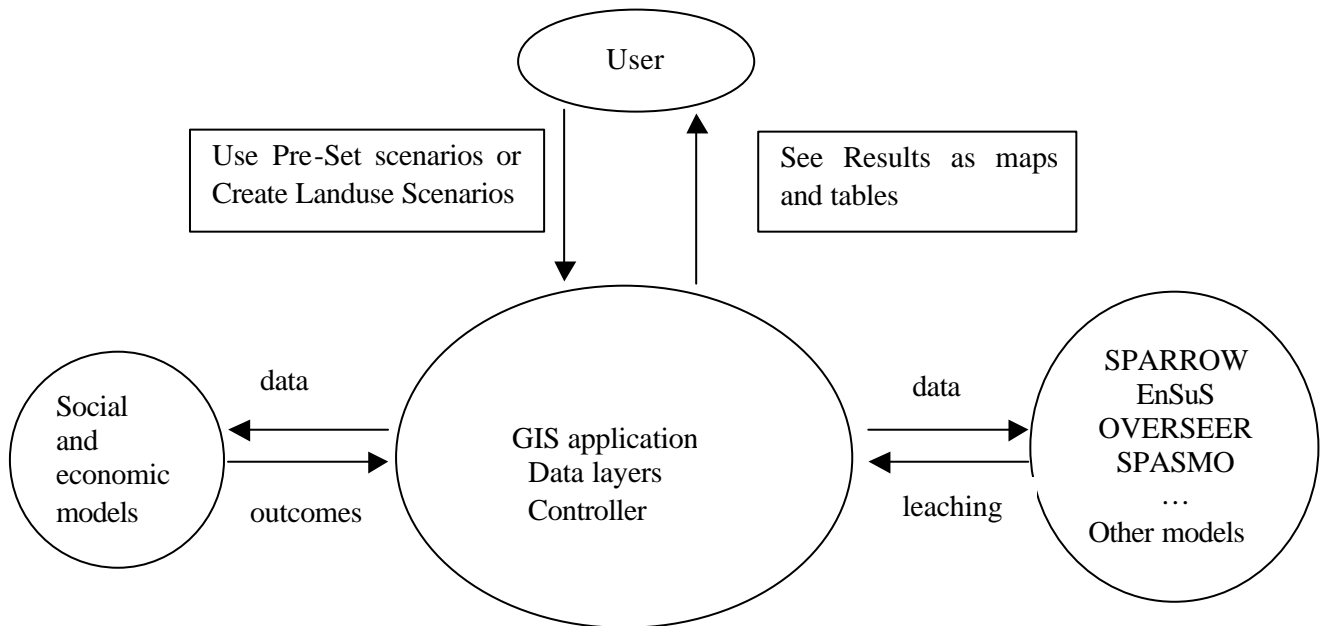 User
Use Pre-Set scenarios or
Create Landuse Scenarios
See Results as maps
and tables
Social
and
economic
models
data
outcomes
GIS application
Data layers
Controller
data
leaching
SPARROW
EnSuS
OVERSEER
SPASMO
…
Other models